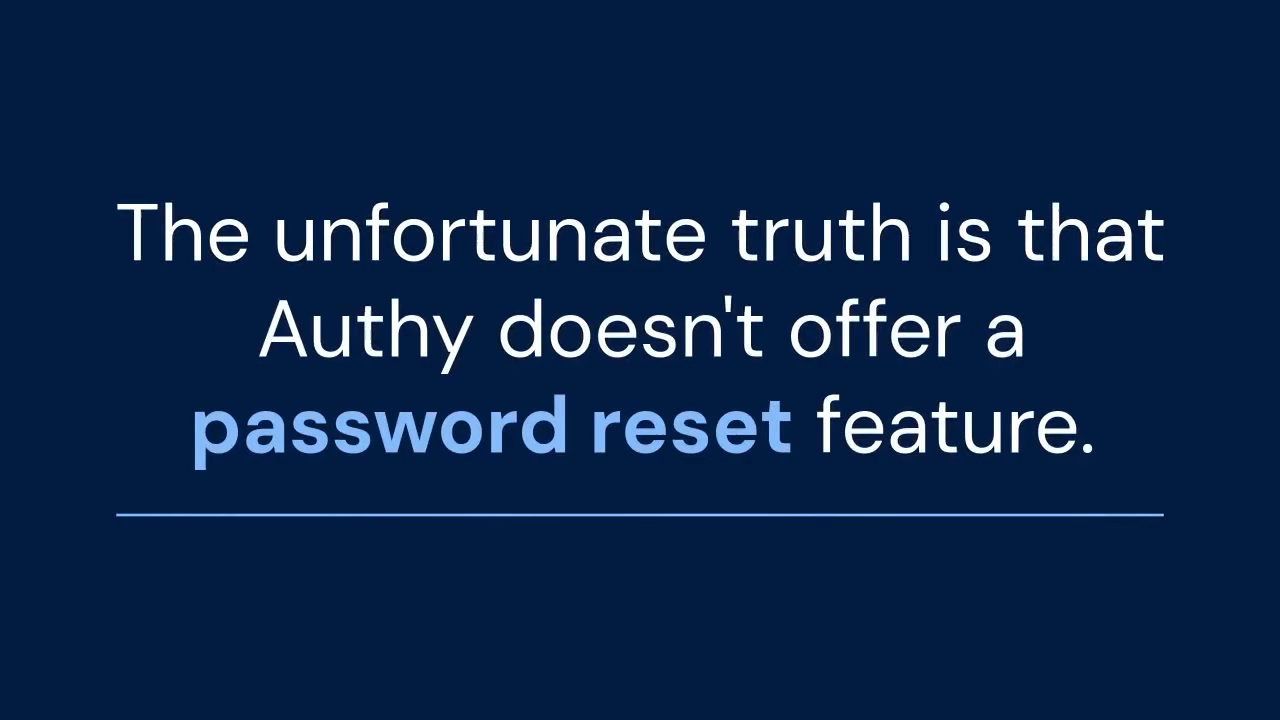 The unfortunate truth is that
Authy doesn't offer a
password reset feature.